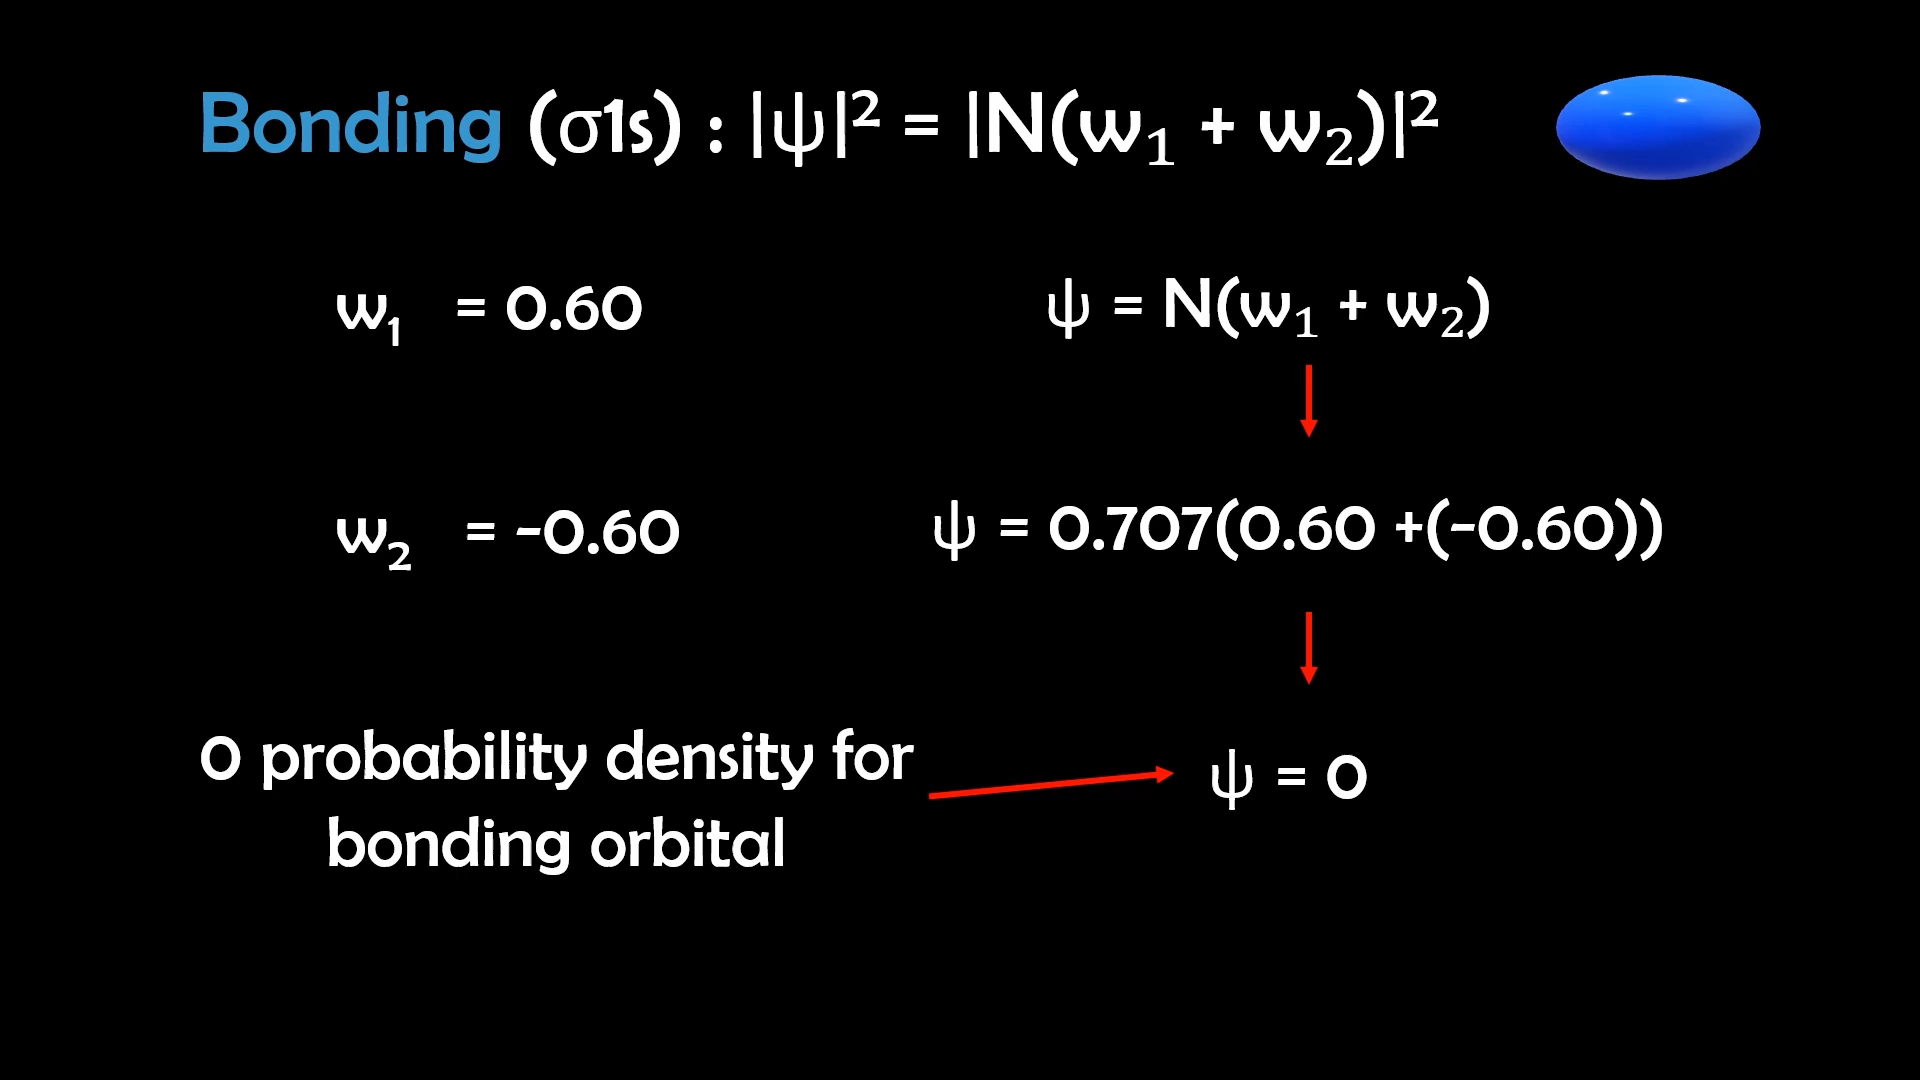 Bonding (σ1s) : |ψ|² = |N(w₁ + w₂)|²
w₁ = 0.60
ψ = N(w₁ + w₂)
w₂ = -0.60
ψ = 0.707(0.60 +(-0.60))
0 probability density for
bonding orbital
ψ = 0